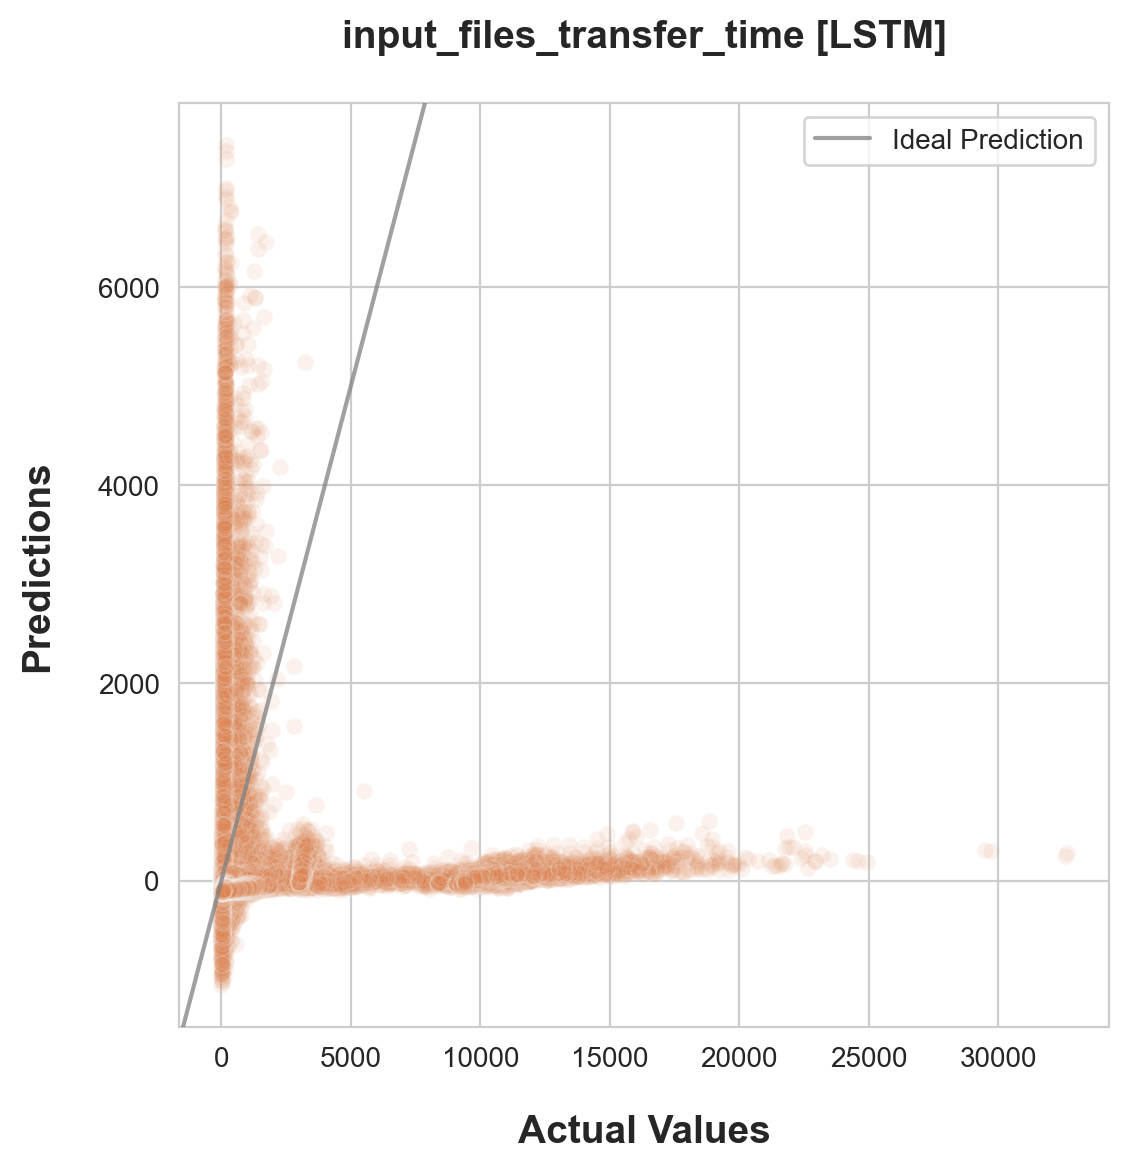 input_files_transfer_time [LSTM]
Ideal Prediction
6000
4000
2000
0
Predictions
0 5000 10000 15000 20000 25000 30000
Actual Values